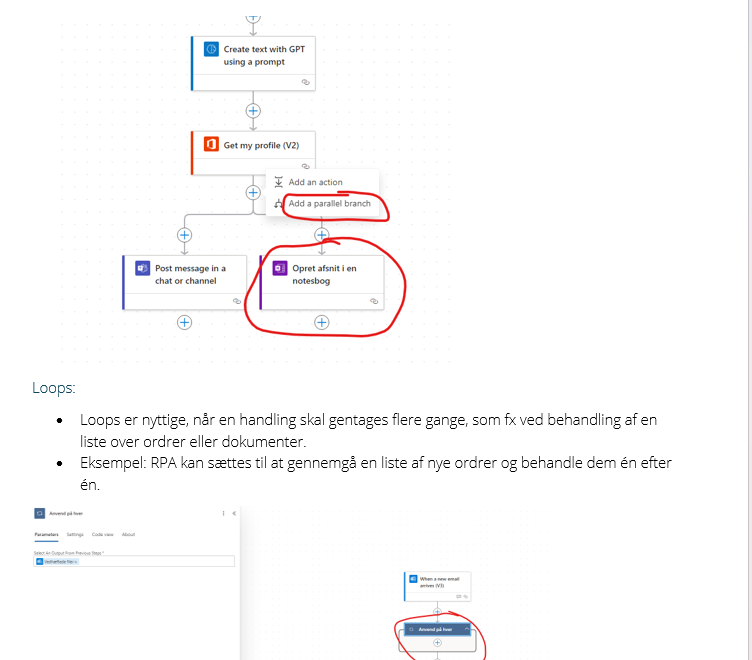 Create text with GPT
using a prompt
Get my profile (V2)
Add an action
Add a parallel branch
Post message in a
chat or channel
Opret afsnit i en
notesbog
Loops:
Loops er nyttige, når en handling skal gentages flere gange, som fx ved behandling af en
liste over ordrer eller dokumenter.
Eksempel: RPA kan sættes til at gennemgå en liste af nye ordrer og behandle dem én efter
én.
Anvend på hver
Parameters Settings Code view About
Select An Output From Previous Steps *
Vedhæftede filer ×
When a new email
arrives (V3)
Anvend på hver